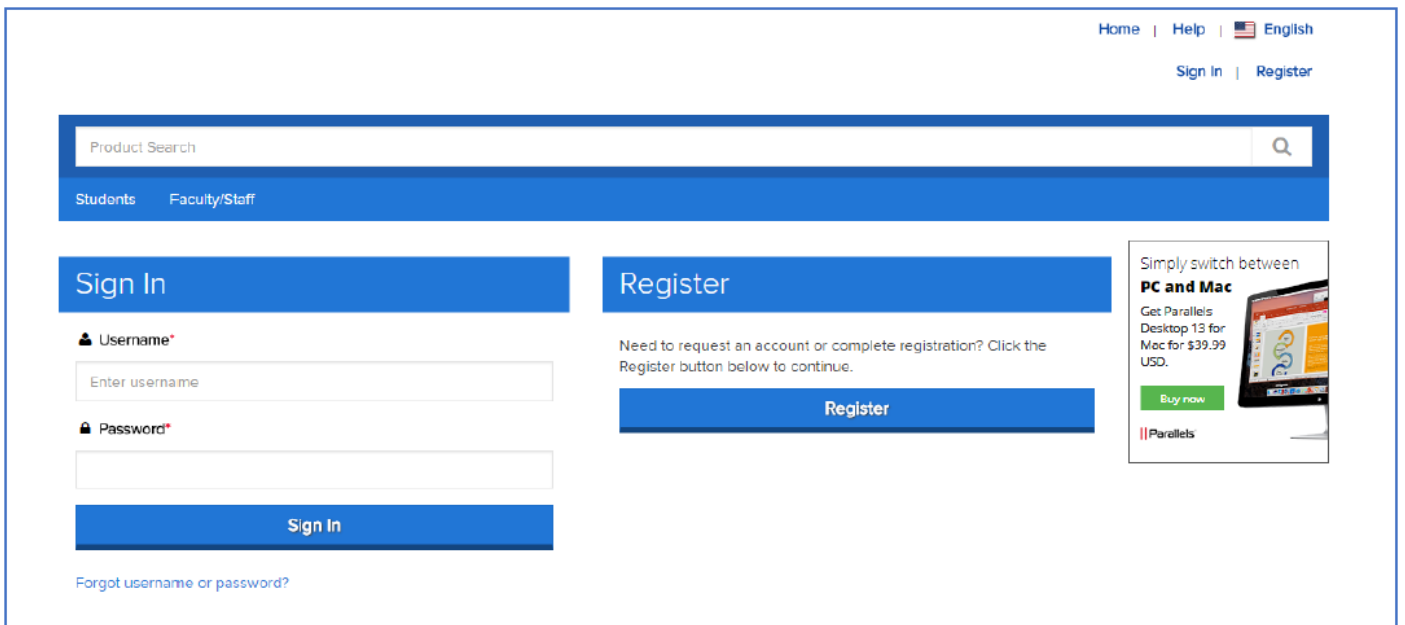 Home | Help | English
Sign In | Register
Product Search
Students Faculty/Staff
Sign In
Username*
Enter username
Password*
Sign In
Forgot username or password?
Register
Need to request an account or complete registration? Click the
Register button below to continue.
Register
Simply switch between
PC and Mac
Get Parallels
Desktop 13 for
Mac for $39.99
USD.
Buy now
||Parallels